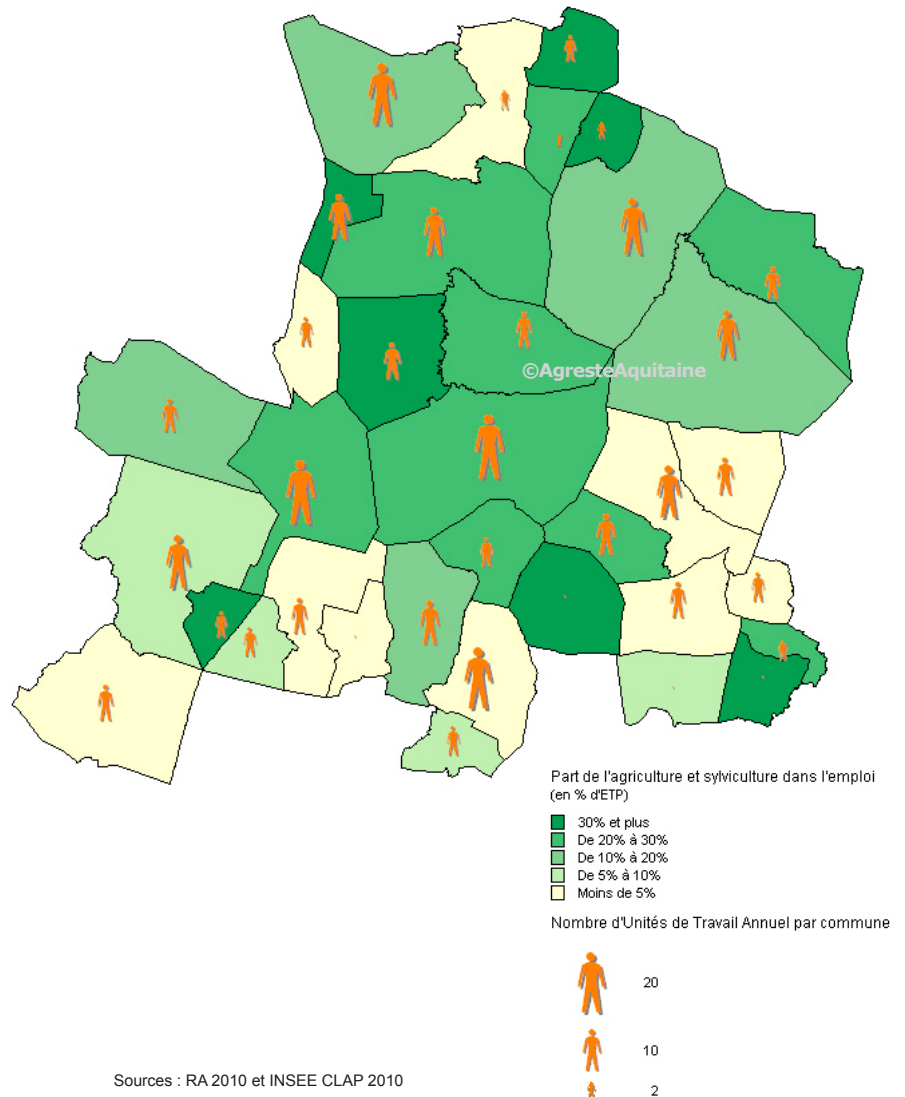 ©AgresteAquitaine
Part de l'agriculture et sylviculture dans l'emploi
(en % d'ETP)
30% et plus
De 20% à 30%
De 10% à 20%
De 5% à 10%
Moins de 5%
Nombre d'Unités de Travail Annuel par commune
20
10
2
Sources : RA 2010 et INSEE CLAP 2010